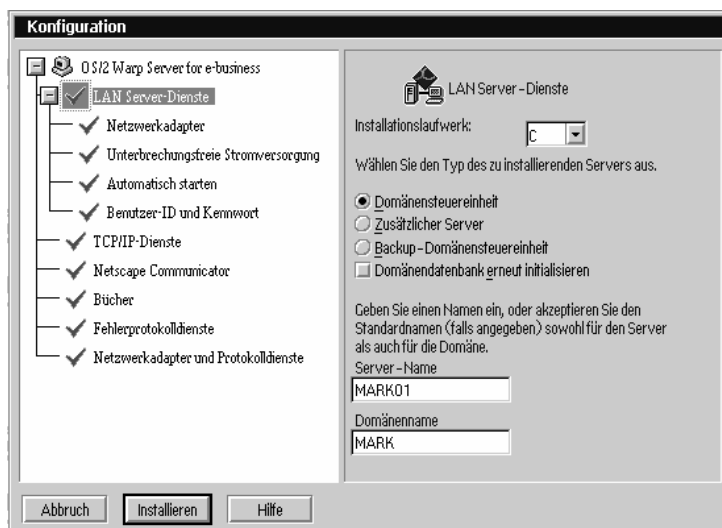 Konfiguration
OS/2 Warp Server for e-business
LAN Server-Dienste
Netzwerkadapter
Unterbrechungsfreie Stromversorgung
Automatisch starten
Benutzer-ID und Kennwort
TCP/IP-Dienste
Netscape Communicator
Bücher
Fehlerprotokolldienste
Netzwerkadapter und Protokolldienste
LAN Server-Dienste
Installationslaufwerk:
C
Wählen Sie den Typ des zu installierenden Servers aus.
Domänensteuereinheit
Zusätzlicher Server
Backup-Domänensteuereinheit
Domänendatenbank erneut initialisieren
Geben Sie einen Namen ein, oder akzeptieren Sie den
Standardnamen (falls angegeben) sowohl für den Server
als auch für die Domäne.
Server-Name
MARK01
Domänenname
MARK
Abbruch
Installieren
Hilfe